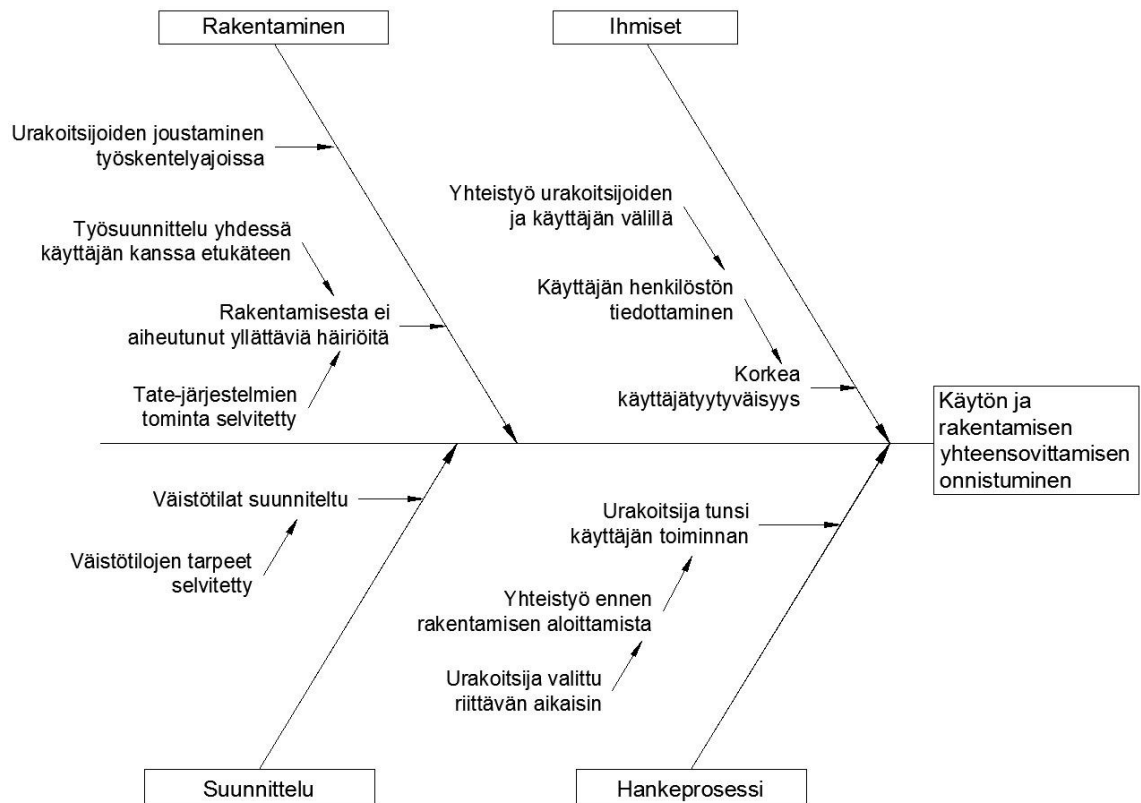 Rakentaminen
Ihmiset
Urakoitsijoiden joustaminen
työskentelyajoissa
Työsuunnittelu yhdessä
käyttäjän kanssa etukäteen
Rakentamisesta ei
aiheutunut yllättäviä häiriöitä
Tate-järjestelmien
tominta selvitetty
Yhteistyö urakoitsijoiden
ja käyttäjän välillä
Käyttäjän henkilöstön
tiedottaminen
Korkea
käyttäjätyytyväisyys
Käytön ja
rakentamisen
yhteensovittamisen
onnistuminen
Väistötilat suunniteltu
Väistötilojen tarpeet
selvitetty
Urakoitsija tunsi
käyttäjän toiminnan
Yhteistyö ennen
rakentamisen aloittamista
Urakoitsija valittu
riittävän aikaisin
Suunnittelu
Hankeprosessi